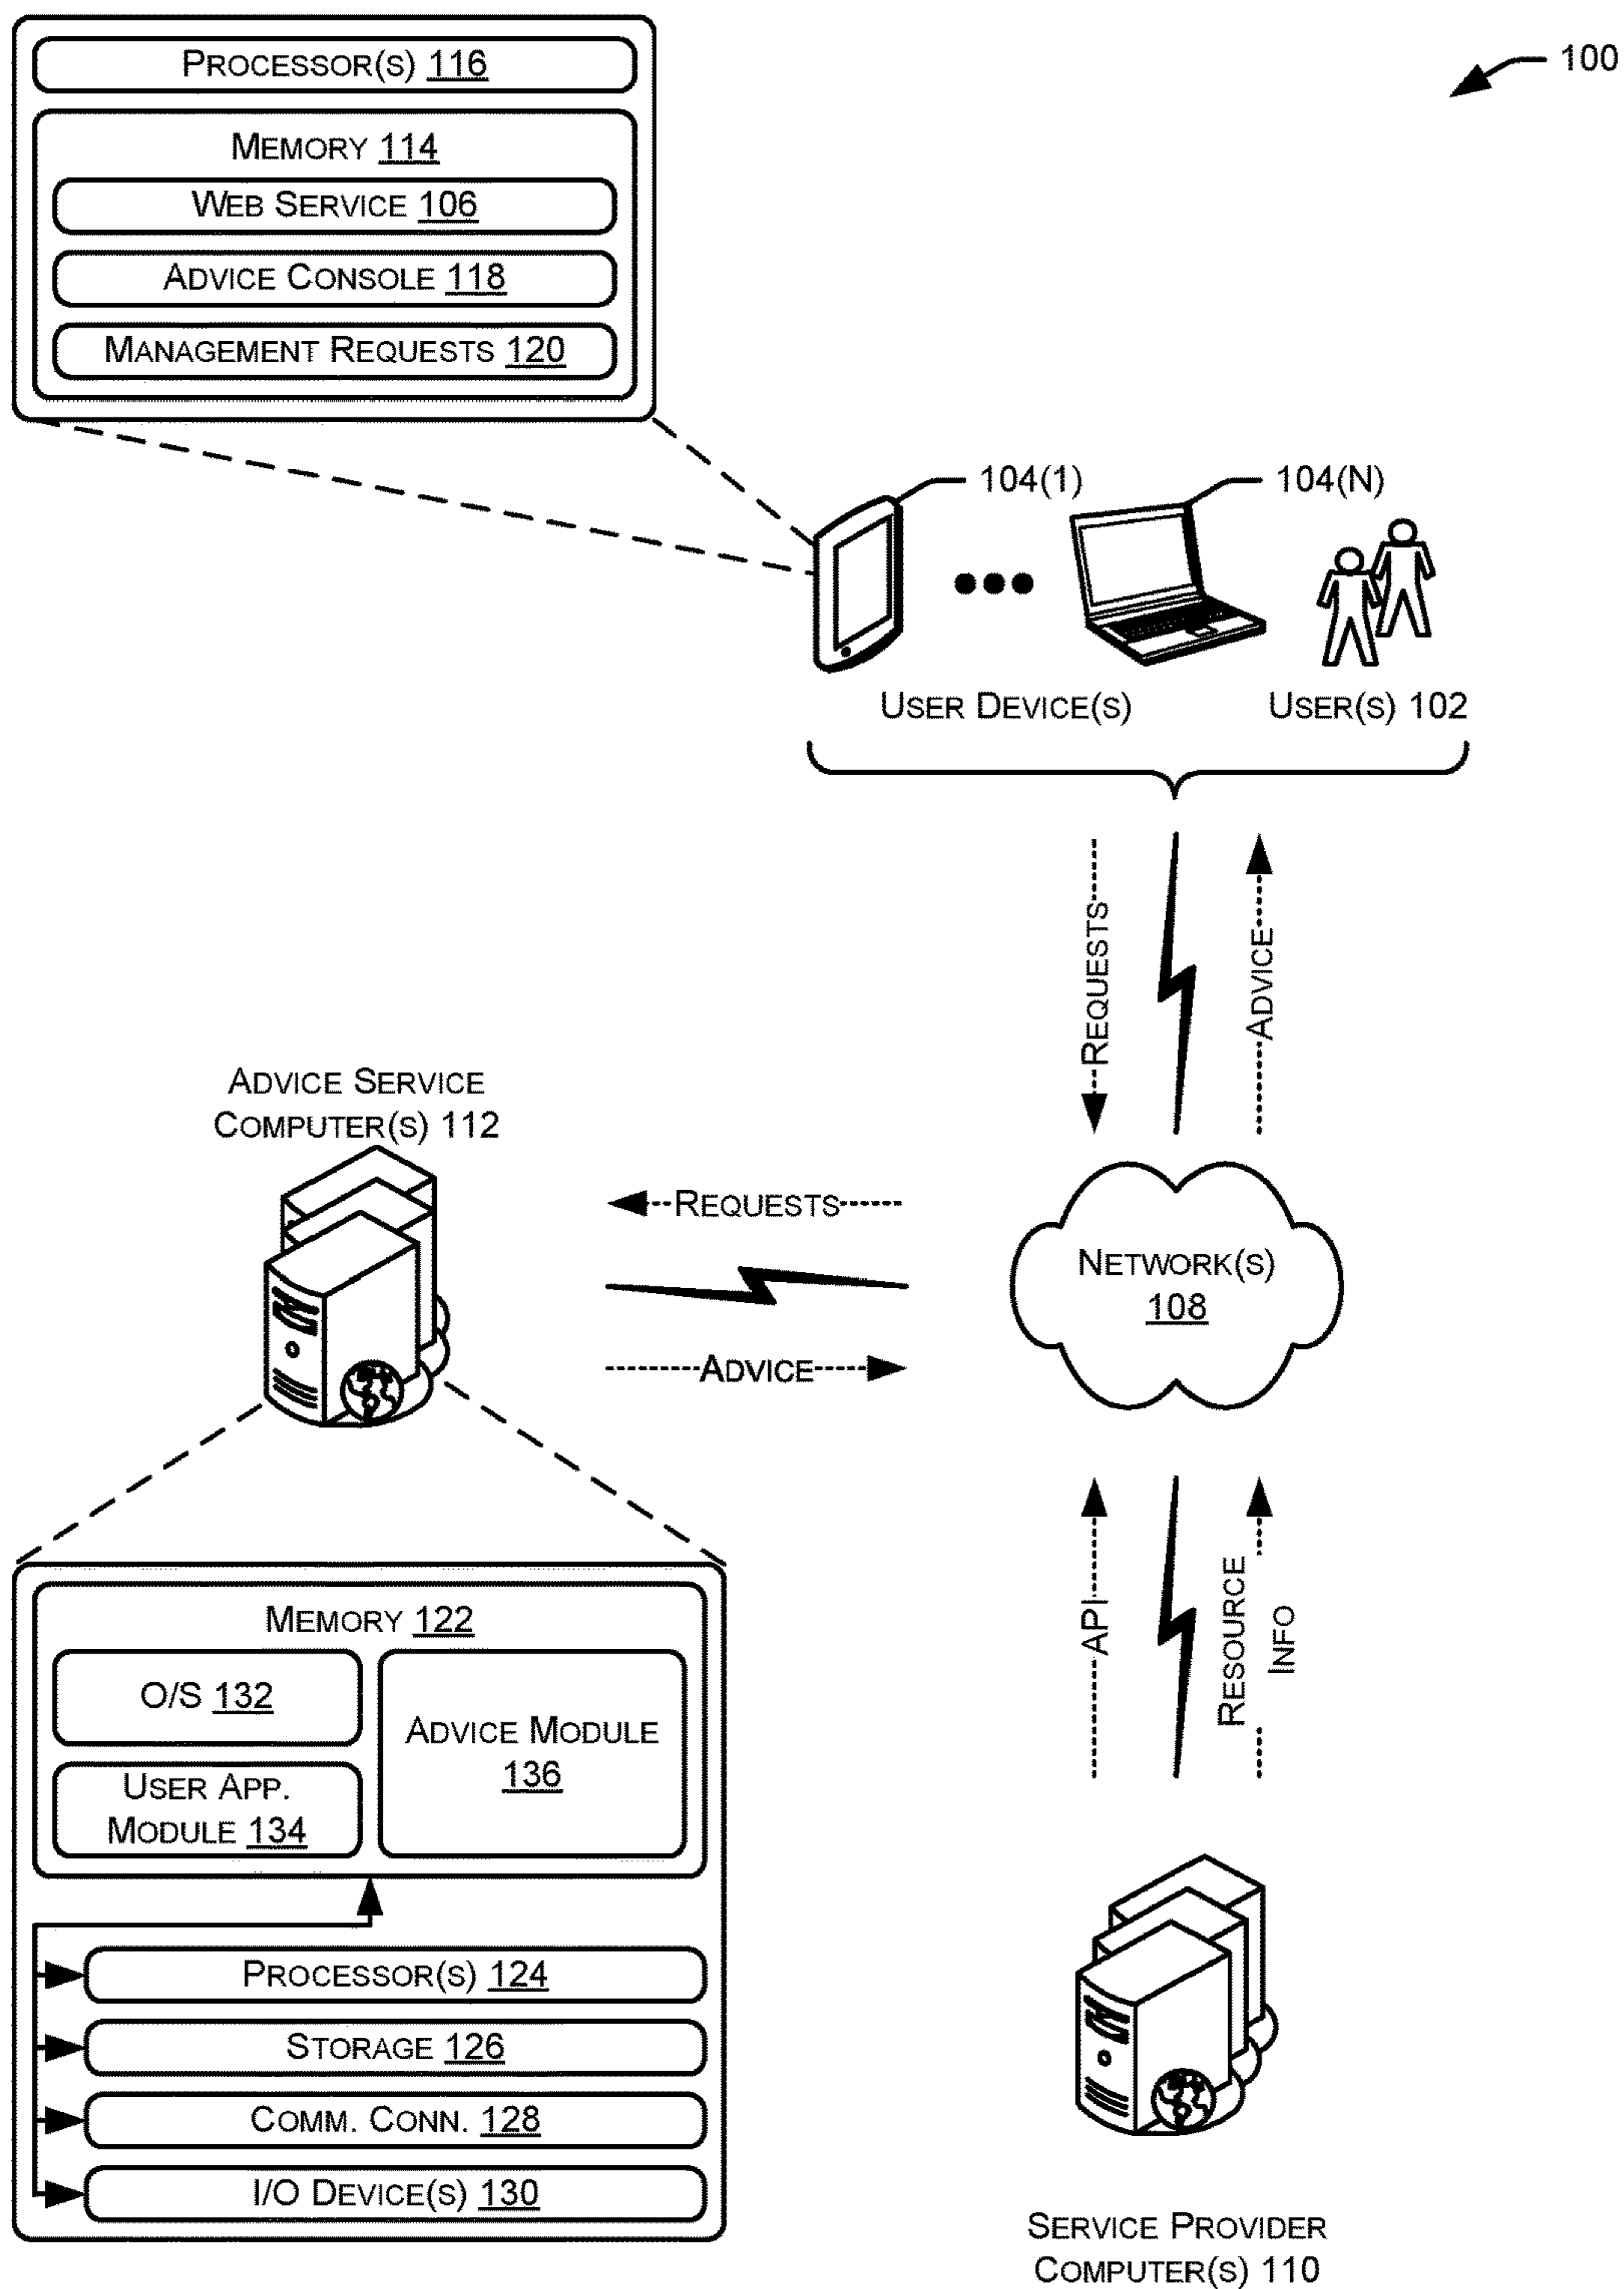 100
PROCESSOR(S) 116
MEMORY 114
WEB SERVICE 106
ADVICE CONSOLE 118
MANAGEMENT REQUESTS 120
104(1)
104(N)
USER DEVICE(S)
USER(S) 102
REQUESTS
ADVICE
ADVICE SERVICE
COMPUTER(S) 112
REQUESTS
ADVICE
NETWORK(S)
108
API
RESOURCE
INFO
MEMORY 122
O/S 132
USER APP.
MODULE 134
ADVICE MODULE
136
PROCESSOR(S) 124
STORAGE 126
COMM. CONN. 128
I/O DEVICE(S) 130
SERVICE PROVIDER
COMPUTER(S) 110